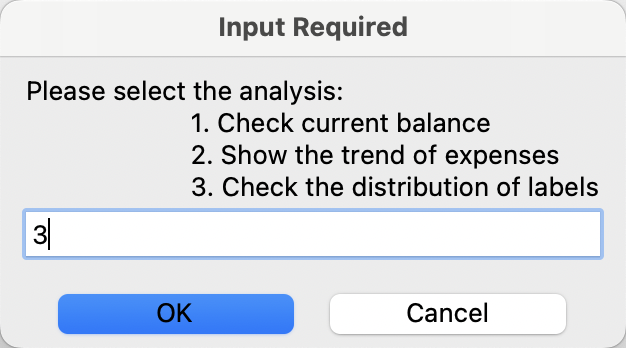 Input Required
Please select the analysis:
1. Check current balance
2. Show the trend of expenses
3. Check the distribution of labels
3
OK
Cancel